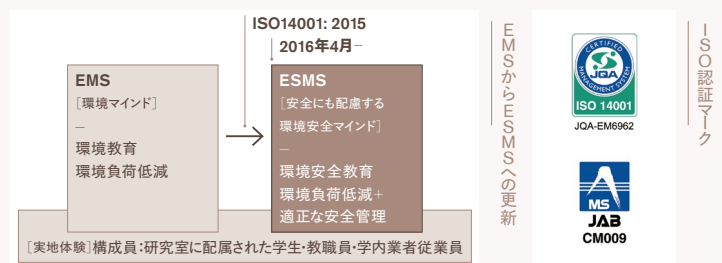 ISO14001: 2015
2016年4月−
EMS
[環境マインド]
−
環境教育
環境負荷低減
ESMS
[安全にも配慮する
環境安全マインド]
−
環境安全教育
環境負荷低減+
適正な安全管理
[実地体験]構成員：研究室に配属された学生・教職員・学内業者従業員
EMSからESMSへの更新
CERTIFIED
JQA
MANAGEMENT SYSTEM
ISO 14001
JQA-EM6962
MS
JAB
CM009
ISO認証マーク